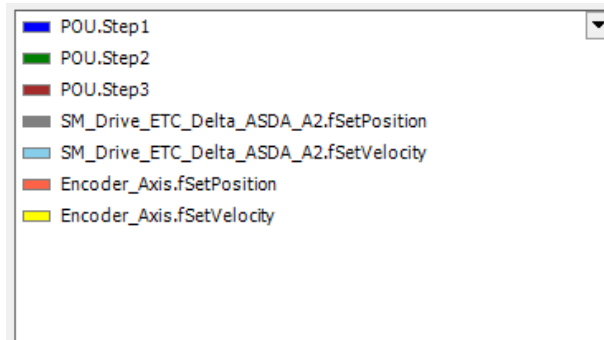 POU.Step1
POU.Step2
POU.Step3
SM_Drive_ETC_Delta_ASDA_A2.fSetPosition
SM_Drive_ETC_Delta_ASDA_A2.fSetVelocity
Encoder_Axis.fSetPosition
Encoder_Axis.fSetVelocity